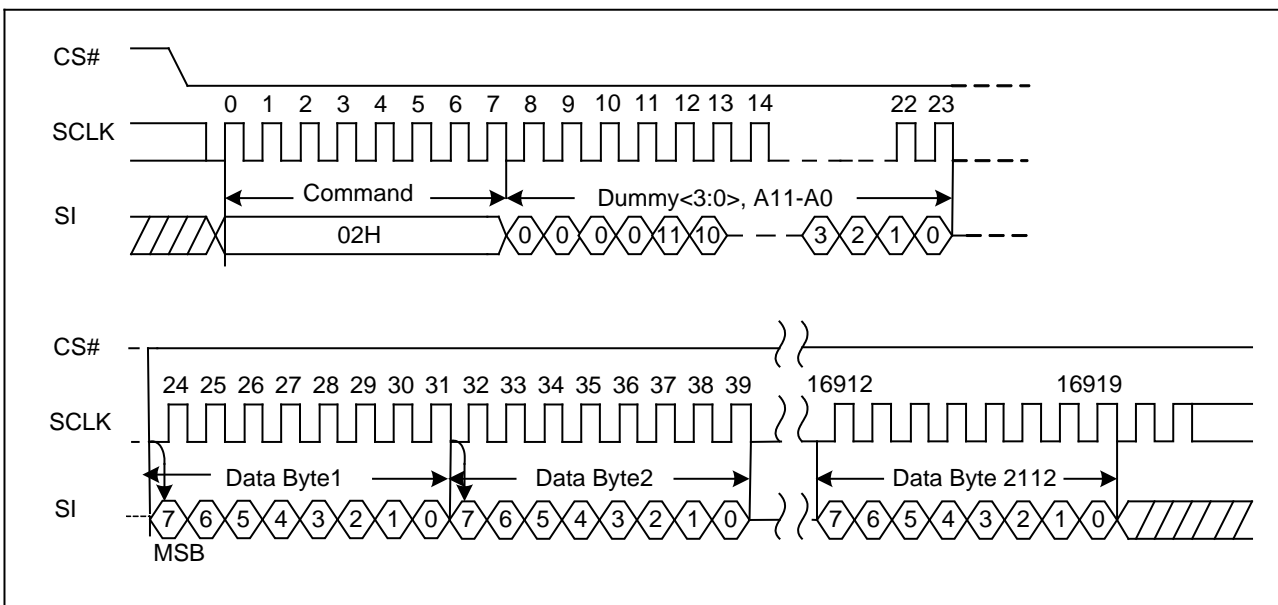 CS#
0 1 2 3 4 5 6 7 8 9 10 11 12 13 14 22 23
SCLK
Command Dummy<3:0>, A11-A0
SI
02H 0 0 0 0 11 10 3 2 1 0
CS#
24 25 26 27 28 29 30 31 32 33 34 35 36 37 38 39 16912 16919
SCLK
Data Byte1 Data Byte2 Data Byte 2112
SI
7 6 5 4 3 2 1 0 7 6 5 4 3 2 1 0 7 6 5 4 3 2 1 0
MSB